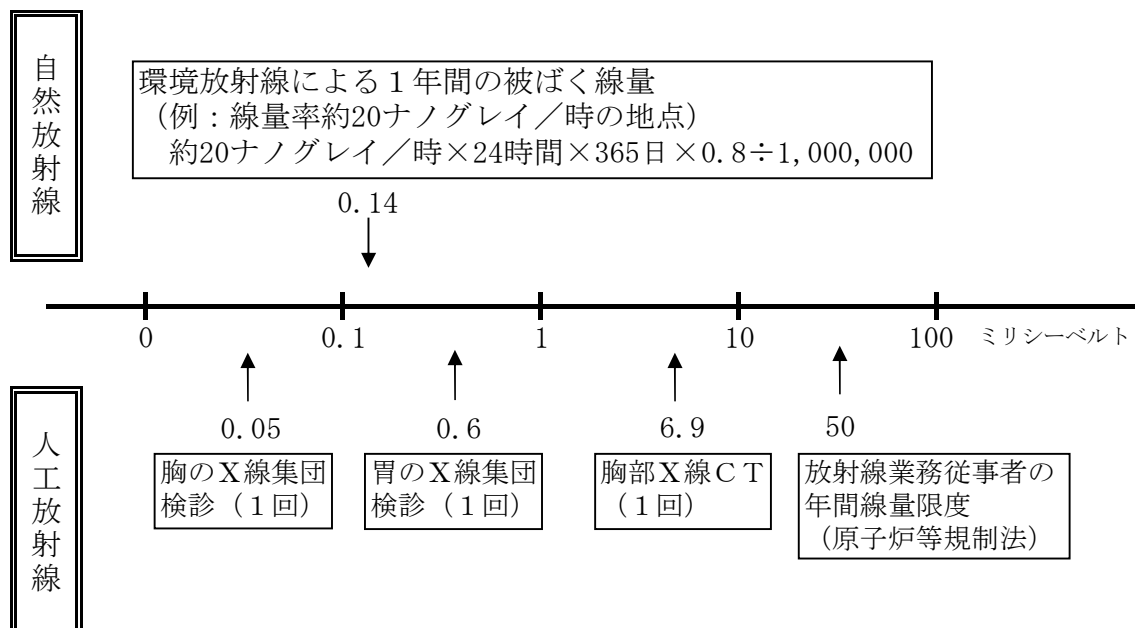 自然放射線
環境放射線による１年間の被ばく線量
（例：線量率約20ナノグレイ／時の地点）
約20ナノグレイ／時×24時間×365日×0.8÷1,000,000
0.14
0 0.1 1 10 100 ミリシーベルト
人工放射線
0.05 0.6 6.9 50
胸のＸ線集団
検診（１回）
胃のＸ線集団
検診（１回）
胸部Ｘ線ＣＴ
（１回）
放射線業務従事者の
年間線量限度
（原子炉等規制法）